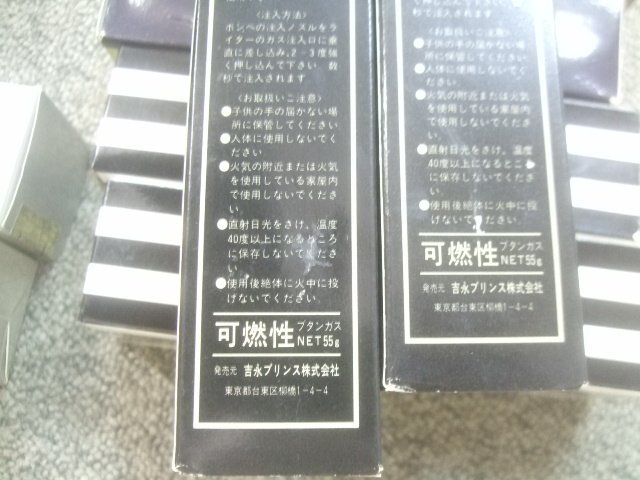 <注入方法>
ボンベの注入ノズルをラ
イターのガス注入口に垂
直に差し込み,2-3度強
く押し込んで下さい。数
秒で注入されます
<お取扱いご注意>
●子供の手の届かない場
所に保管してください。
●人体に使用しないでく
ださい
●火気の附近または火気
を使用している家屋内
で使用しないでくださ
い.
●直射日光をさけ、温度
40度以上になるところ
に保存しないでくださ
い
●使用後絶体に火中に投
げないでください.
可燃性 ブタンガス
NET55g
発売元 吉永プリンス株式会社
東京都台東区柳橋1-4-4
<お取扱いご注意>
●子供の手の届かない場
所に保管してください
●人体に使用しないでく
ださい
●火気の附近または火気
を使用している家屋内
で使用しないでくださ
い.
●直射日光をさけ、温度
40度以上になるとこ
に保存しないでくださ
い
●使用後絶体に火中に投
げないでください.
可燃性 ブタンガス
NET55g
発売元 吉永プリンス株式会社
東京都台東区柳橋1-4-4